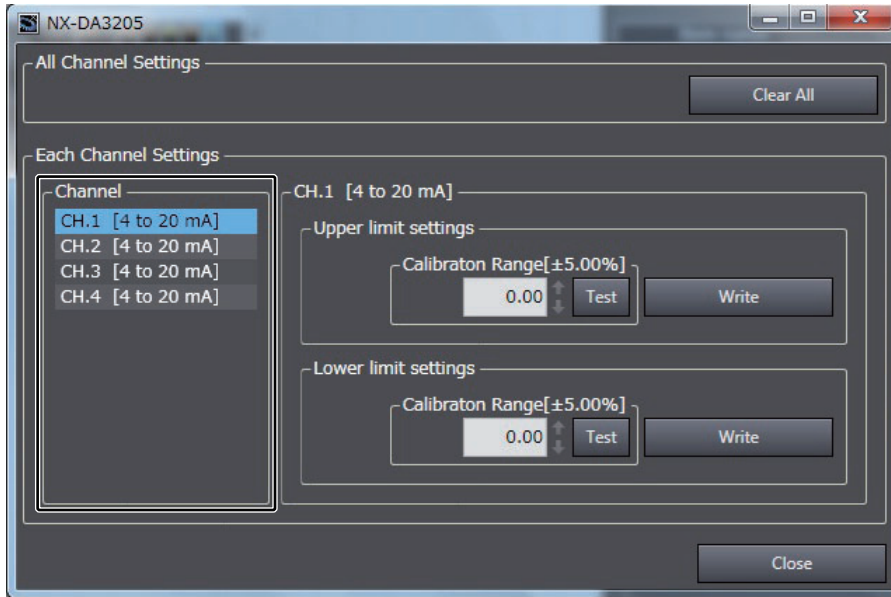 NX-DA3205
All Channel Settings
Clear All
Each Channel Settings
Channel
CH.1 [4 to 20 mA]
CH.2 [4 to 20 mA]
CH.3 [4 to 20 mA]
CH.4 [4 to 20 mA]
CH.1 [4 to 20 mA]
Upper limit settings
Calibraton Range[±5.00%]
0.00 Test Write
Lower limit settings
Calibraton Range[±5.00%]
0.00 Test Write
Close